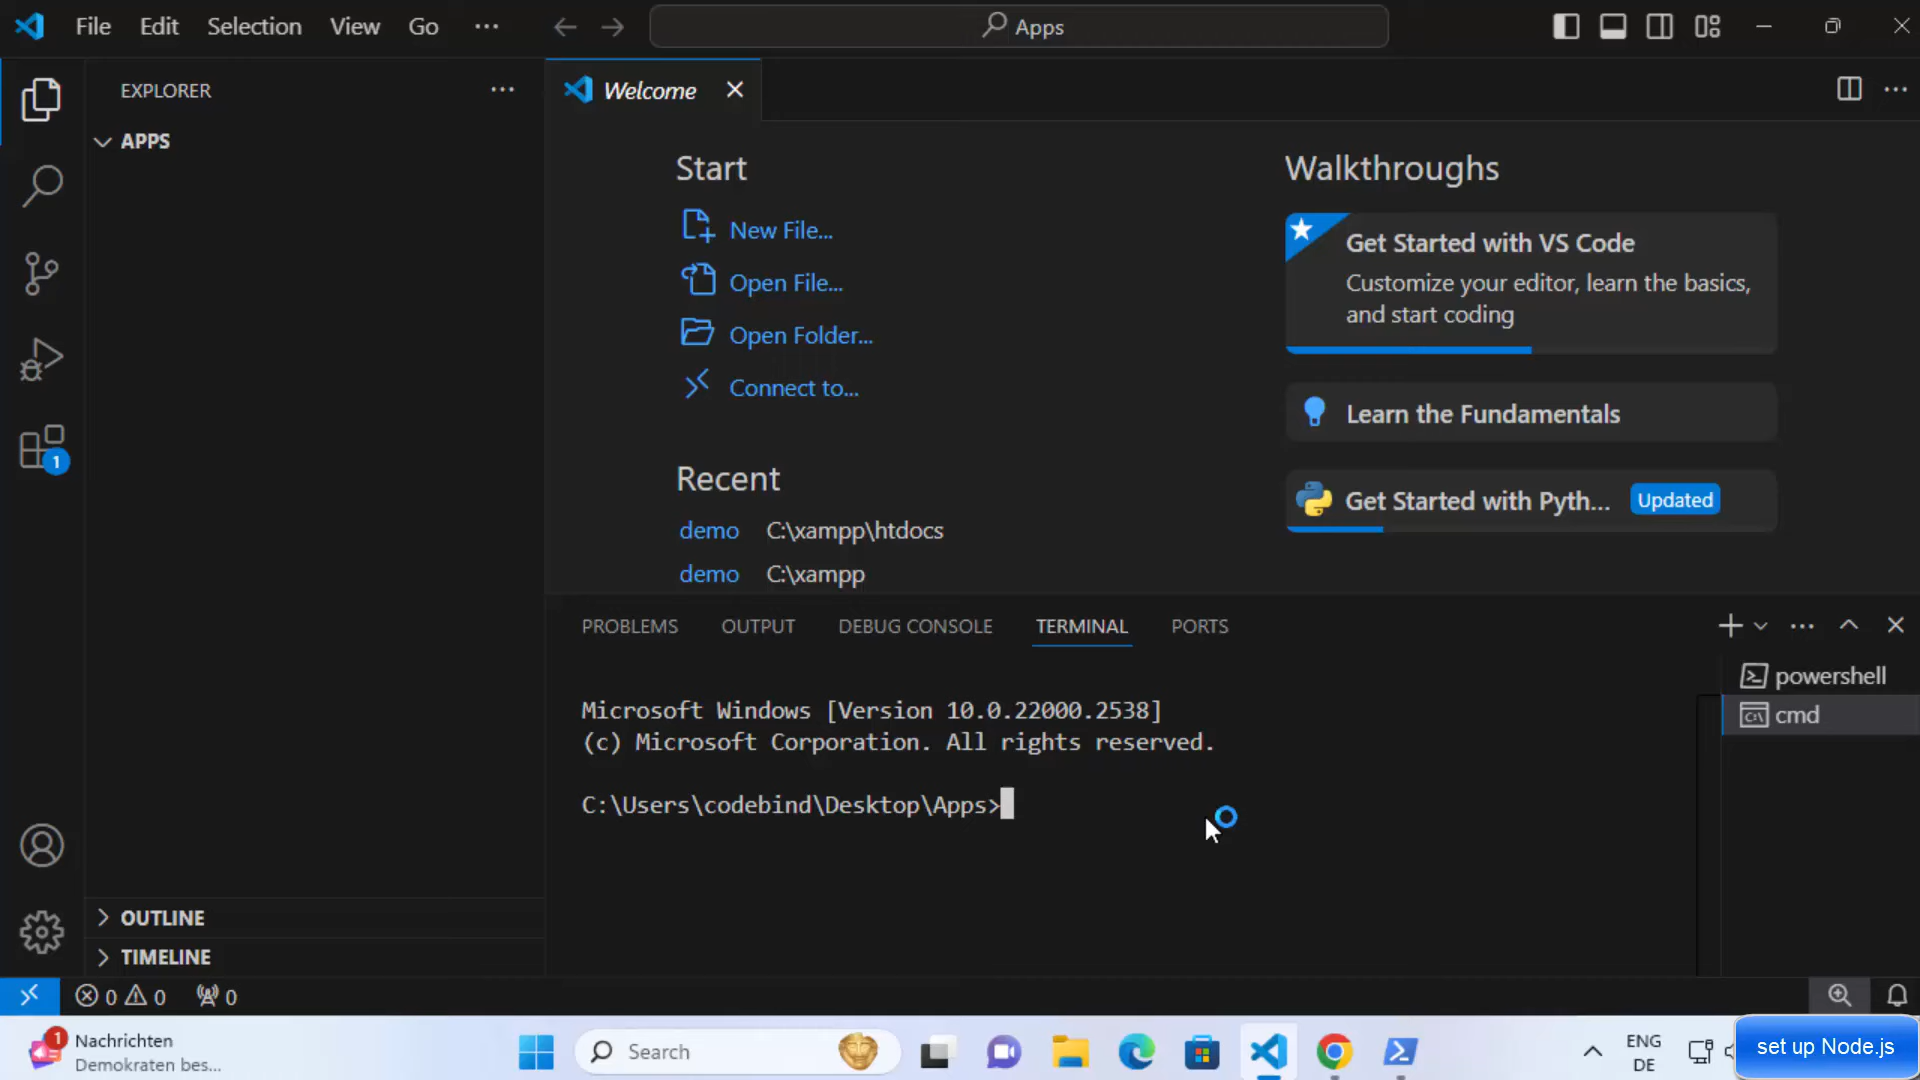 File Edit Selection View Go ···
Apps
EXPLORER
APPS
Welcome
Start
New File...
Open File...
Open Folder...
Connect to...
Recent
demo C:\xampp\htdocs
demo C:\xampp
Walkthroughs
Get Started with VS Code
Customize your editor, learn the basics,
and start coding
Learn the Fundamentals
Get Started with Pyth... Updated
1
PROBLEMS OUTPUT DEBUG CONSOLE TERMINAL PORTS
powershell
cmd
Microsoft Windows [Version 10.0.22000.2538]
(c) Microsoft Corporation. All rights reserved.
C:\Users\codebind\Desktop\Apps>
OUTLINE
TIMELINE
0 0 0
1
Nachrichten
Demokraten bes...
Search
ENG
DE
set up Node.js